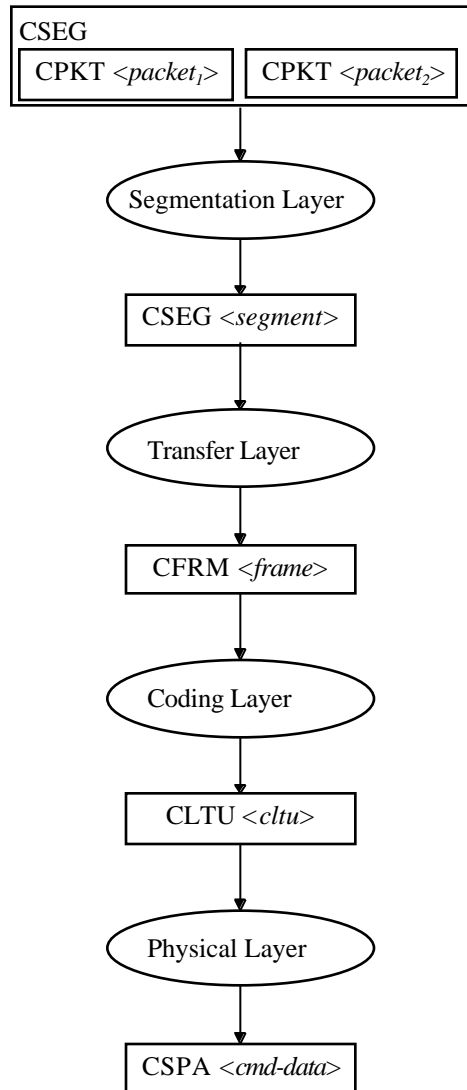 CSEG
CPKT <packet₁> CPKT <packet₂>
Segmentation Layer
CSEG <segment>
Transfer Layer
CFRM <frame>
Coding Layer
CLTU <cltu>
Physical Layer
CSPA <cmd-data>